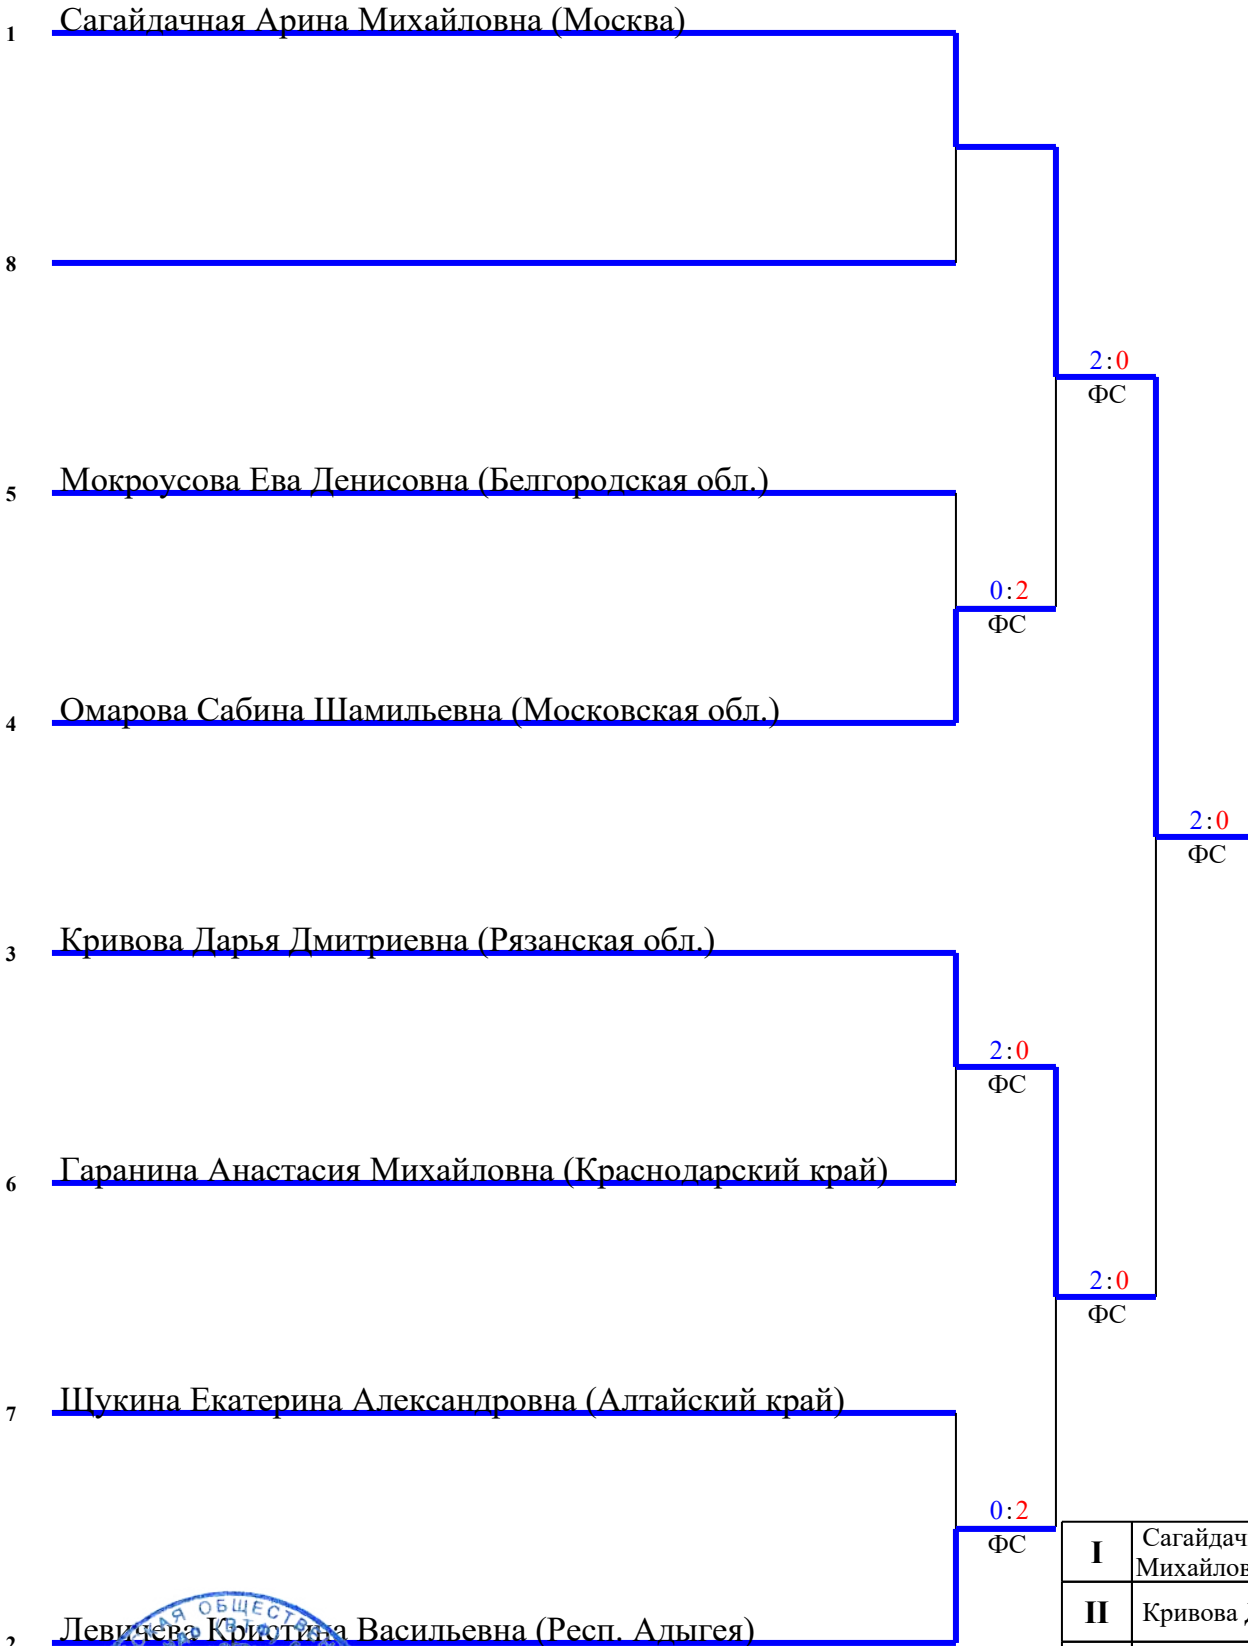 1 Сагайдачная Арина Михайловна (Москва)
8
2:0
ФС
5 Мокроусова Ева Денисовна (Белгородская обл.)
0:2
ФС
4 Омарова Сабина Шамильевна (Московская обл.)
2:0
ФС
3 Кривова Дарья Дмитриевна (Рязанская обл.)
2:0
ФС
6 Гаранина Анастасия Михайловна (Краснодарский край)
2:0
ФС
7 Щукина Екатерина Александровна (Алтайский край)
0:2
ФС
I Сагайдач
Михайлов
II Кривова
2 Левичева Кристина Васильевна (Респ. Адыгея)
(ВТФ)